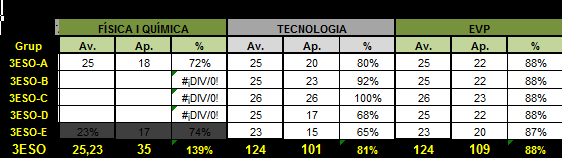 FÍSICA I QUÍMICA TECNOLOGIA EVP
Grup Av. Ap. % Av. Ap. % Av. Ap. %
3ESO-A 25 18 72% 25 20 80% 25 22 88%
3ESO-B #¡DIV/0! 25 23 92% 25 22 88%
3ESO-C #¡DIV/0! 26 26 100% 26 23 88%
3ESO-D #¡DIV/0! 25 17 68% 25 22 88%
3ESO-E 23% 17 74% 23 15 65% 23 20 87%
3ESO 25,23 35 139% 124 101 81% 124 109 88%